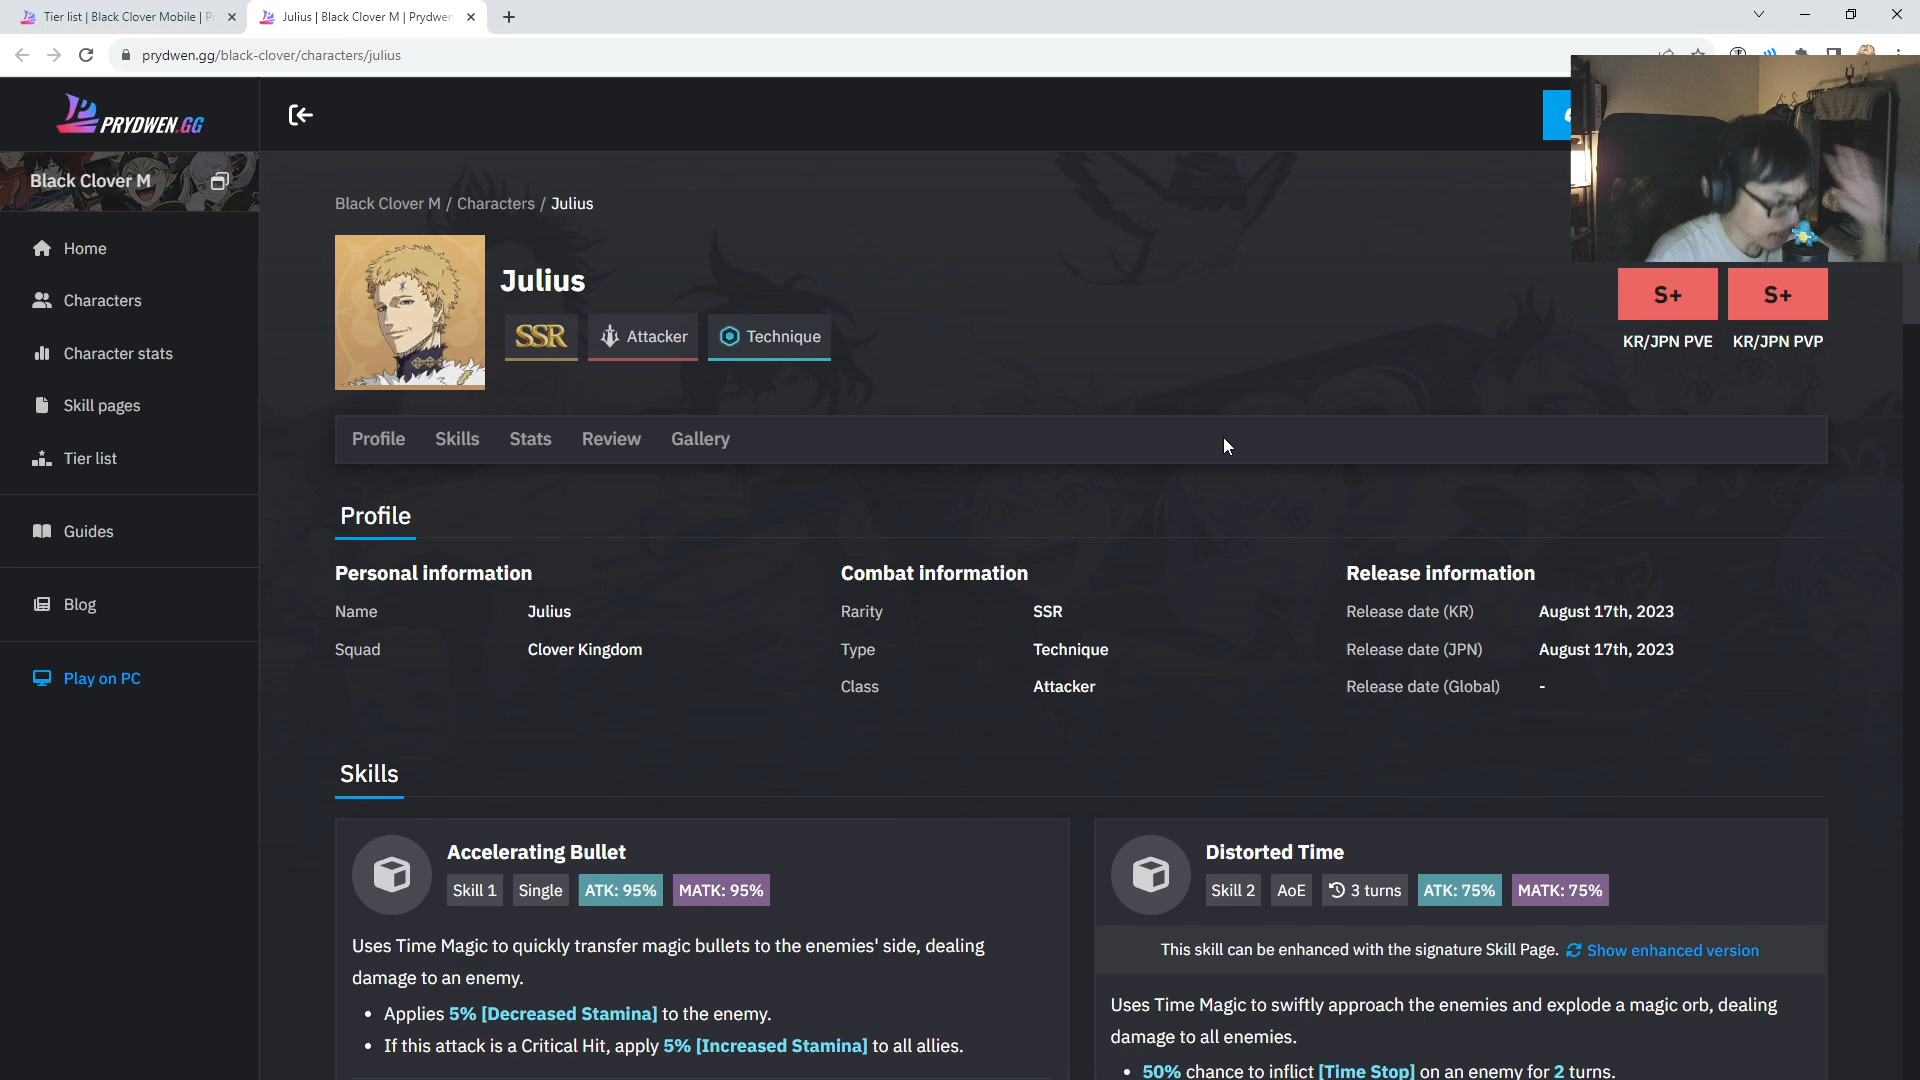 Tier list | Black Clover Mobile | P
Julius | Black Clover M | Prydwen
prydwen.gg/black-clover/characters/julius
PRYDWEN.GG
Black Clover M
Home
Characters
Character stats
Skill pages
Tier list
Guides
Blog
Play on PC
Black Clover M / Characters / Julius
Julius
SSR
Attacker
Technique
S+
S+
KR/JPN PVE
KR/JPN PVP
Profile
Skills
Stats
Review
Gallery
Profile
Personal information
Name Julius
Squad Clover Kingdom
Combat information
Rarity SSR
Type Technique
Class Attacker
Release information
Release date (KR) August 17th, 2023
Release date (JPN) August 17th, 2023
Release date (Global) -
Skills
Accelerating Bullet
Skill 1 Single ATK: 95% MATK: 95%
Uses Time Magic to quickly transfer magic bullets to the enemies' side, dealing
damage to an enemy.
• Applies 5% [Decreased Stamina] to the enemy.
• If this attack is a Critical Hit, apply 5% [Increased Stamina] to all allies.
Distorted Time
Skill 2 AoE 3 turns ATK: 75% MATK: 75%
This skill can be enhanced with the signature Skill Page. Show enhanced version
Uses Time Magic to swiftly approach the enemies and explode a magic orb, dealing
damage to all enemies.
• 50% chance to inflict [Time Stop] on an enemy for 2 turns.